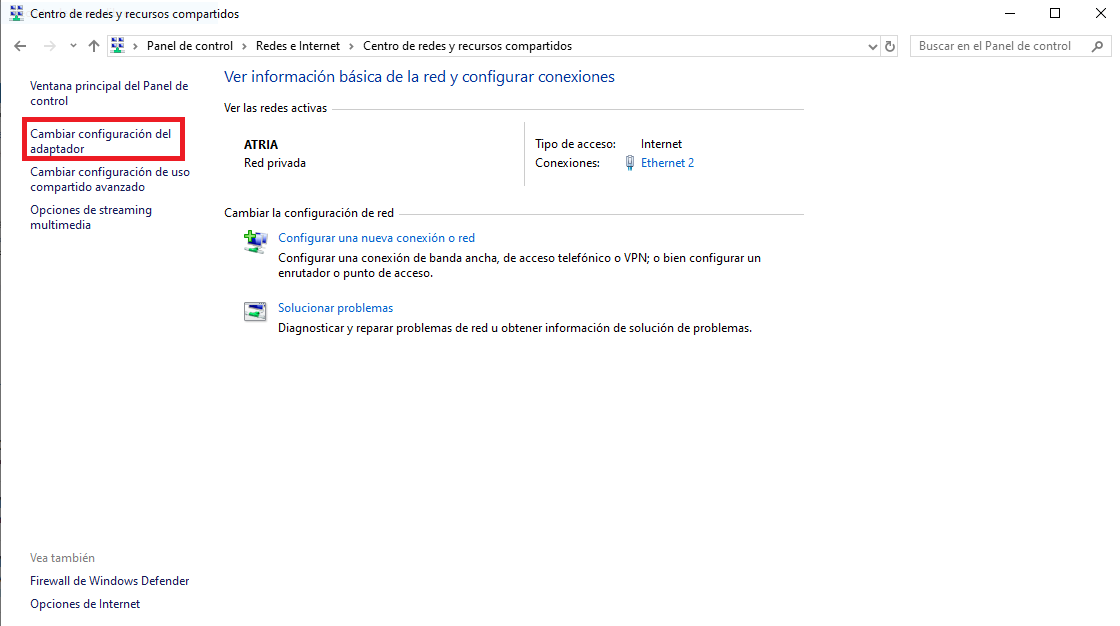 Centro de redes y recursos compartidos
Panel de control > Redes e Internet > Centro de redes y recursos compartidos
Buscar en el Panel de control
Ventana principal del Panel de
control
Cambiar configuración del
adaptador
Cambiar configuración de uso
compartido avanzado
Opciones de streaming
multimedia
Ver información básica de la red y configurar conexiones
Ver las redes activas
ATRIA
Red privada
Tipo de acceso: Internet
Conexiones: Ethernet 2
Cambiar la configuración de red
Configurar una nueva conexión o red
Configurar una conexión de banda ancha, de acceso telefónico o VPN; o bien configurar un
enrutador o punto de acceso.
Solucionar problemas
Diagnosticar y reparar problemas de red u obtener información de solución de problemas.
Vea también
Firewall de Windows Defender
Opciones de Internet